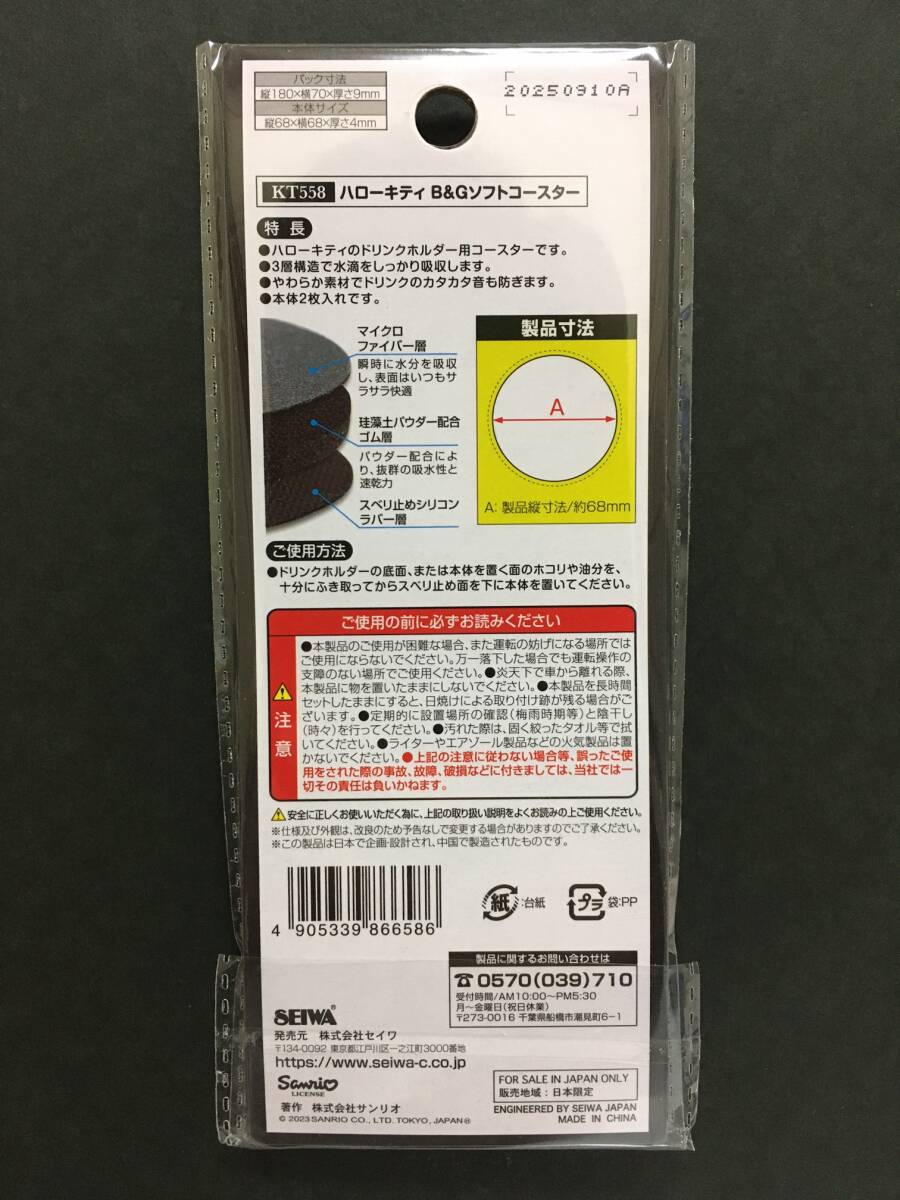 パック寸法
縦180×横70×厚さ9mm
本体サイズ
縦68×横68×厚さ4mm
20250910A
KT558 ハローキティ B&Gソフトコースター
特長
●ハローキティのドリンクホルダー用コースターです。
●3層構造で水滴をしっかり吸収します。
●やわらか素材でドリンクのカタカタ音も防ぎます。
●本体2枚入れです。
マイクロ
ファイバー層
瞬時に水分を吸収
し、表面はいつもサ
ラサラ快適
珪藻土パウダー配合
ゴム層
パウダー配合によ
り、抜群の吸水性と
速乾力
スベリ止めシリコン
ラバー層
製品寸法
A
A: 製品縦寸法/約68mm
ご使用方法
●ドリンクホルダーの底面、または本体を置く面のホコリや油分を、
十分にふき取ってからスベリ止め面を下に本体を置いてください。
ご使用の前に必ずお読みください
注意
●本製品のご使用が困難な場合、また運転の妨げになる場所では
ご使用にならないでください。万一落下した場合でも運転操作の
支障のない場所でご使用ください。●炎天下で車から離れる際、
本製品に物を置いたままにしないでください。●本製品を長時間
セットしたままにすると、日焼けによる取り付け跡が残る場合がご
ざいます。●定期的に設置場所の確認(梅雨時期等)と陰干し
(時々)を行ってください。●汚れた際は、固く絞ったタオル等で拭
いてください。●ライターやエアゾール製品などの火気製品は置
かないでください。●上記の注意に従わない場合等、誤ったご使
用をされた際の事故、故障、破損などに付きましては、当社では一
切その責任は負いかねます。
安全に正しくお使いいただく為に、上記の取り扱い説明をよくお読みの上ご使用ください。
※仕様及び外観は、改良のため予告なしで変更する場合がありますのでご了承ください。
※この製品は日本で企画・設計され、中国で製造されたものです。
4 905339 866586
紙 :台紙
プラ 袋:PP
製品に関するお問い合わせは
☎0570(039)710
受付時間/AM10:00〜PM5:30
月〜金曜日(祝日休業)
〒273-0016 千葉県船橋市潮見町6-1
SEIWA®
発売元 株式会社セイワ
〒134-0092 東京都江戸川区一之江町3000番地
https://www.seiwa-c.co.jp
Sanrio
LICENSE
著作 株式会社サンリオ
© 2023 SANRIO CO., LTD. TOKYO, JAPAN Ⓗ
FOR SALE IN JAPAN ONLY
販売地域:日本限定
ENGINEERED BY SEIWA JAPAN
MADE IN CHINA